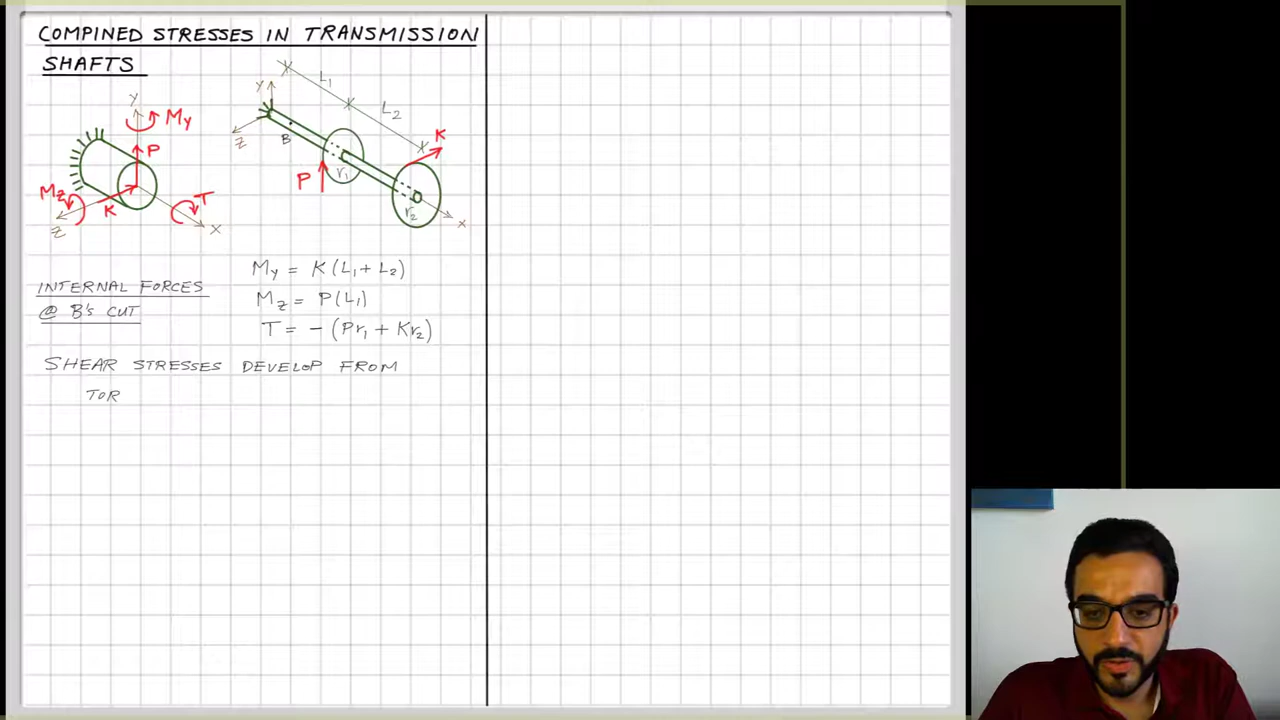 COMPINED STRESSES IN TRANSMISSION
SHAFTS
Y
My
P
Mz
K
T
Z
X
L1
L2
Y
Z
B
K
P
r1
r2
X
INTERNAL FORCES
@ B's CUT
My = K(L1 + L2)
Mz = P(L1)
T = - (Pr1 + Kr2)
SHEAR STRESSES DEVELOP FROM
TOR